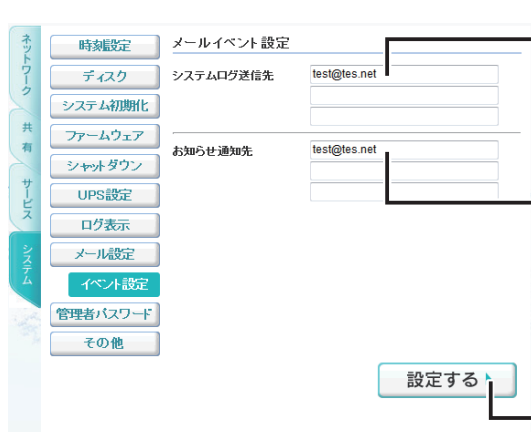 ネットワーク
共有
サービス
システム
時刻設定
ディスク
システム初期化
ファームウェア
シャットダウン
UPS設定
ログ表示
メール設定
イベント設定
管理者パスワード
その他
メールイベント設定
システムログ送信先
test@tes.net
お知らせ通知先
test@tes.net
設定する